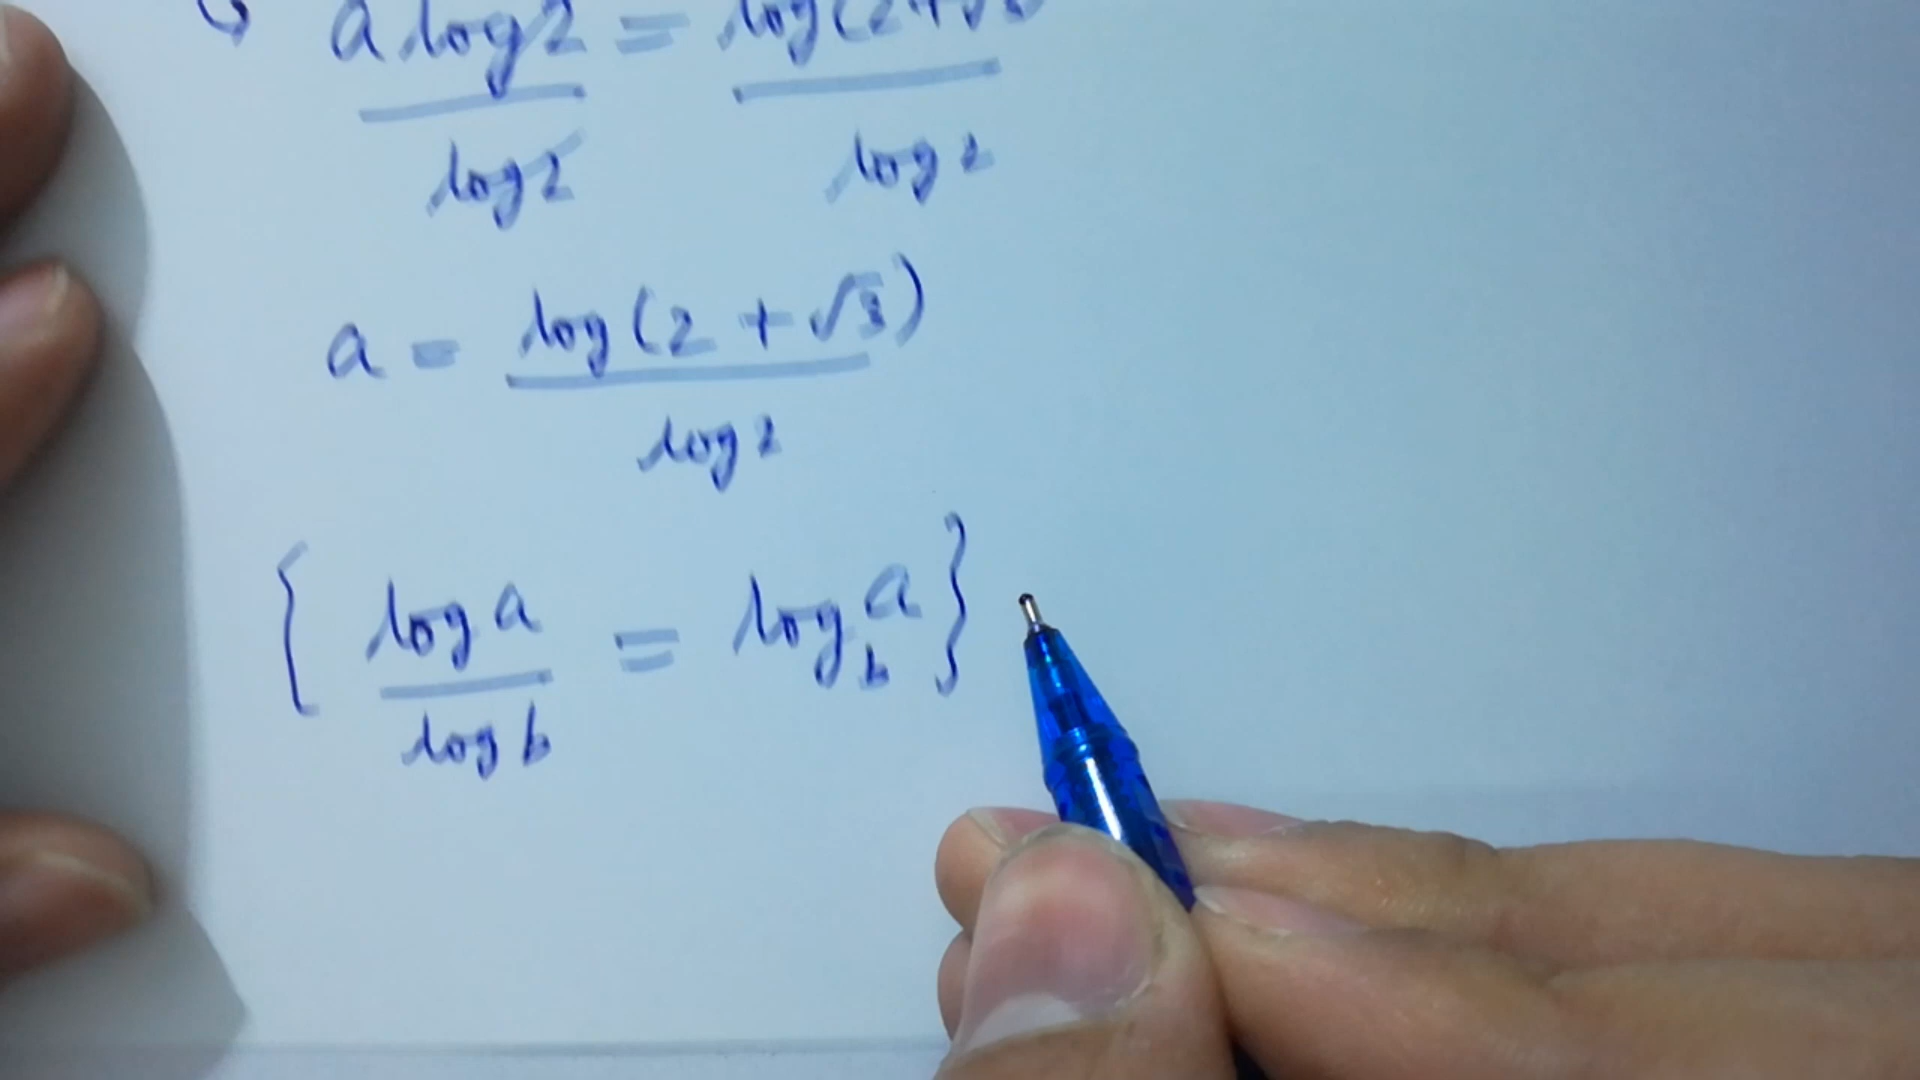 a log2 = log(2+√3
log2 log2
a = log(2 + √3)
log2
{ log a = log_b a }
log b